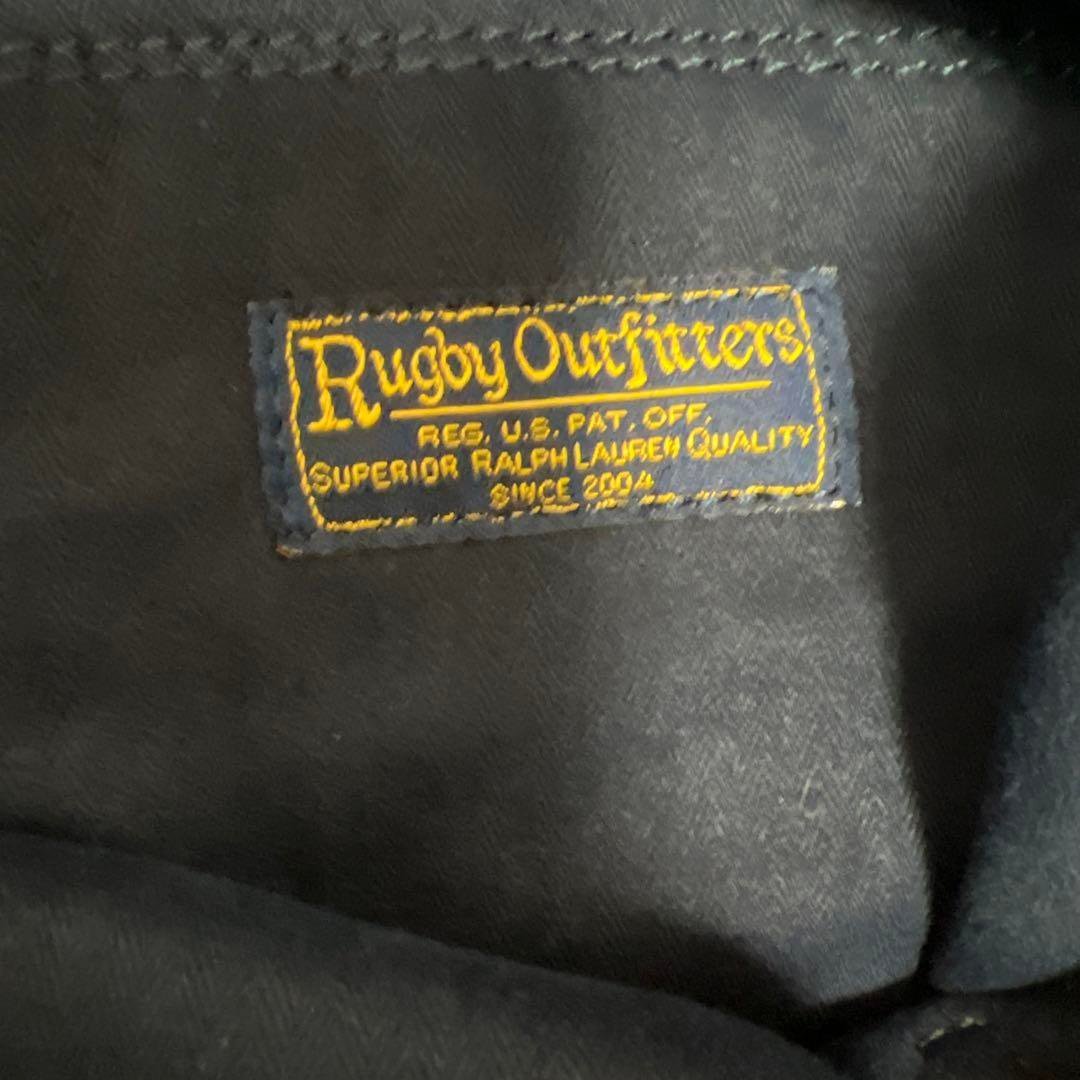 Rugby Outfitters
REG. U.S. PAT. OFF.
SUPERIOR RALPH LAUREN QUALITY
SINCE 2004